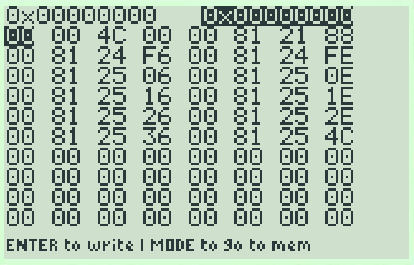 0x00000000 0x00000000
00 00 4C 00 00 81 21 88
00 81 24 F6 00 81 24 FE
00 81 25 06 00 81 25 0E
00 81 25 16 00 81 25 1E
00 81 25 26 00 81 25 2E
00 81 25 36 00 81 25 4C
00 00 00 00 00 00 00 00
00 00 00 00 00 00 00 00
00 00 00 00 00 00 00 00
00 00 00 00 00 00 00 00
ENTER to write | MODE to go to mem